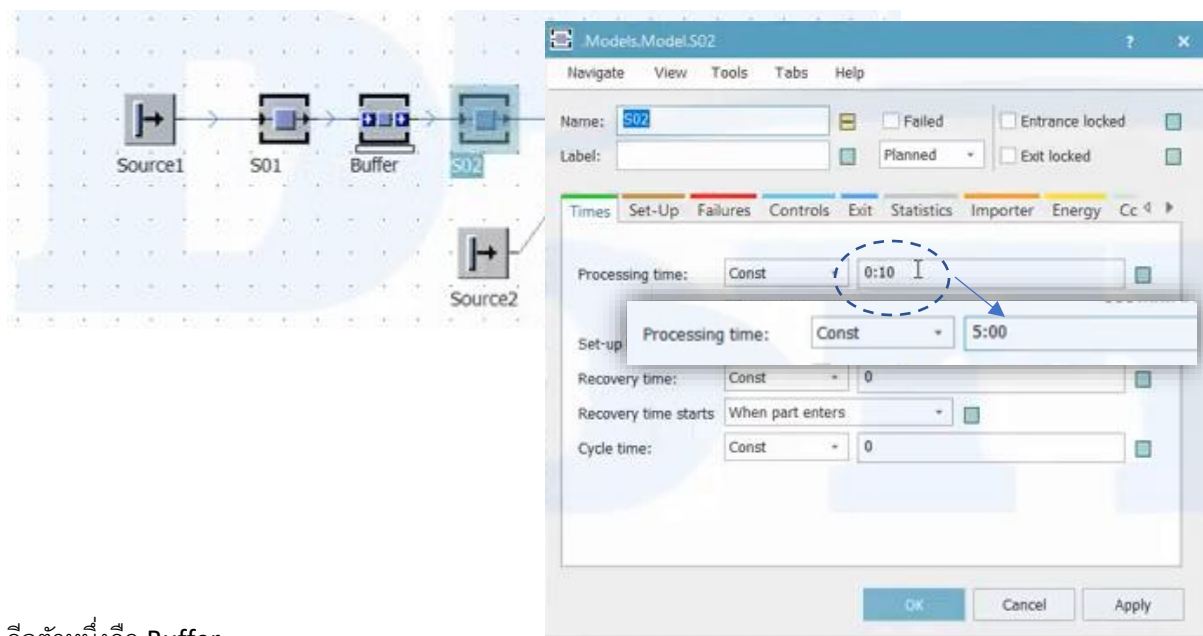 .Models.Model.S02 ? ×
Navigate View Tools Tabs Help
Name: S02 Failed Entrance locked
Label: Planned Exit locked
Times Set-Up Failures Controls Exit Statistics Importer Energy Cc
Processing time: Const 0:10
Processing time: Const 5:00
Set-up
Recovery time: Const 0
Recovery time starts When part enters
Cycle time: Const 0
OK Cancel Apply
Source1 S01 Buffer S02
Source2
อีกตัวหนึ่งคือ Buffer